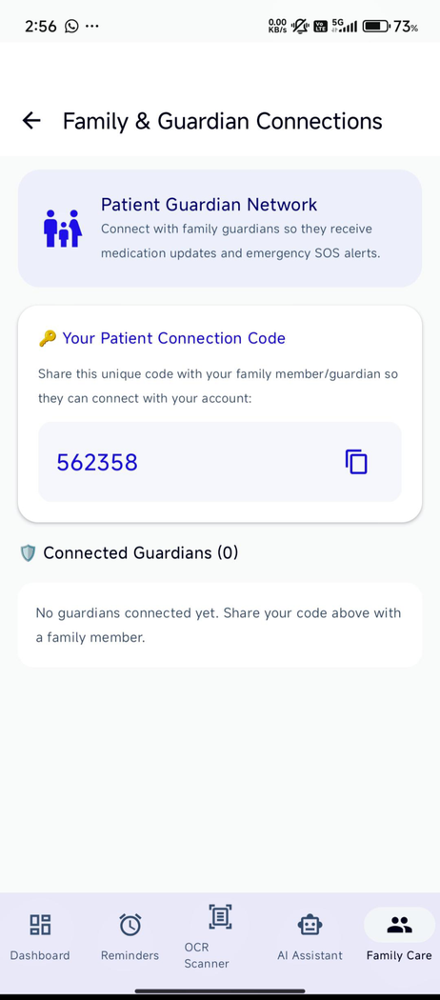 2:56
0.00
KB/s
Vo
LTE
5G
73%
Family & Guardian Connections
Patient Guardian Network
Connect with family guardians so they receive
medication updates and emergency SOS alerts.
🔑 Your Patient Connection Code
Share this unique code with your family member/guardian so
they can connect with your account:
562358
🛡️ Connected Guardians (0)
No guardians connected yet. Share your code above with
a family member.
Dashboard
Reminders
OCR
Scanner
AI Assistant
Family Care